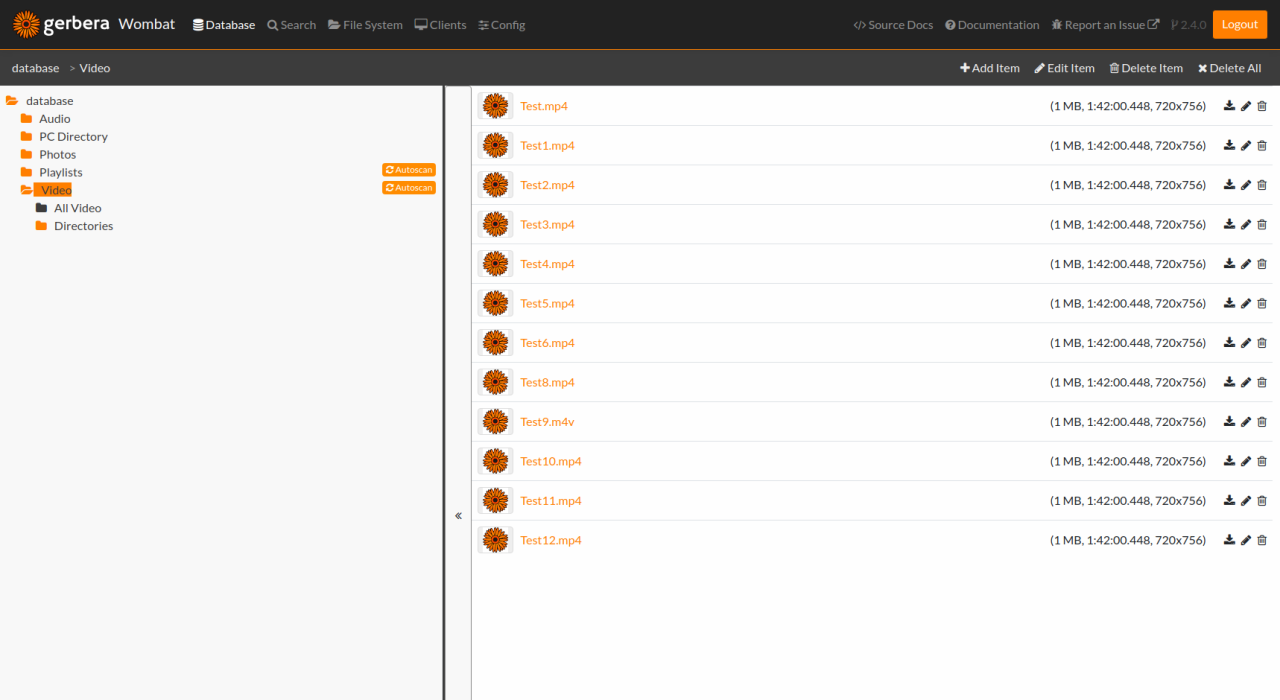 gerbera Wombat Database Search File System Clients Config Source Docs Documentation Report an Issue 2.4.0 Logout
database > Video Add Item Edit Item Delete Item Delete All
database
Audio
PC Directory
Photos
Playlists Autoscan
Video Autoscan
All Video
Directories
«
Test.mp4 (1 MB, 1:42:00.448, 720x756)
Test1.mp4 (1 MB, 1:42:00.448, 720x756)
Test2.mp4 (1 MB, 1:42:00.448, 720x756)
Test3.mp4 (1 MB, 1:42:00.448, 720x756)
Test4.mp4 (1 MB, 1:42:00.448, 720x756)
Test5.mp4 (1 MB, 1:42:00.448, 720x756)
Test6.mp4 (1 MB, 1:42:00.448, 720x756)
Test8.mp4 (1 MB, 1:42:00.448, 720x756)
Test9.m4v (1 MB, 1:42:00.448, 720x756)
Test10.mp4 (1 MB, 1:42:00.448, 720x756)
Test11.mp4 (1 MB, 1:42:00.448, 720x756)
Test12.mp4 (1 MB, 1:42:00.448, 720x756)